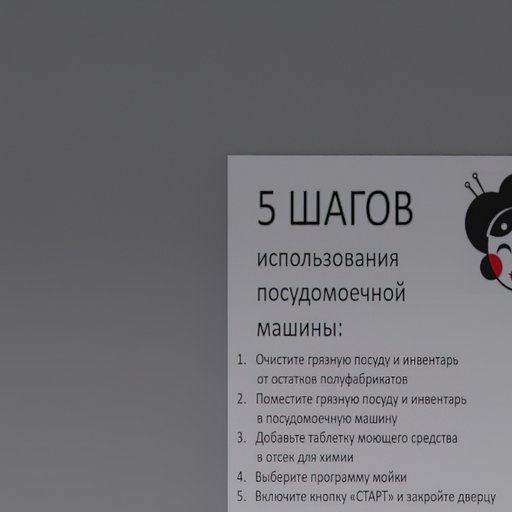 5 ШАГОВ
использования
посудомоечной
машины:
1. Очистите грязную посуду и инвентарь
от остатков полуфабрикатов
2. Поместите грязную посуду и инвентарь
в посудомоечную машину
3. Добавьте таблетку моющего средства
в отсек для химии
4. Выберите программу мойки
5. Включите кнопку «СТАРТ» и закройте дверцу